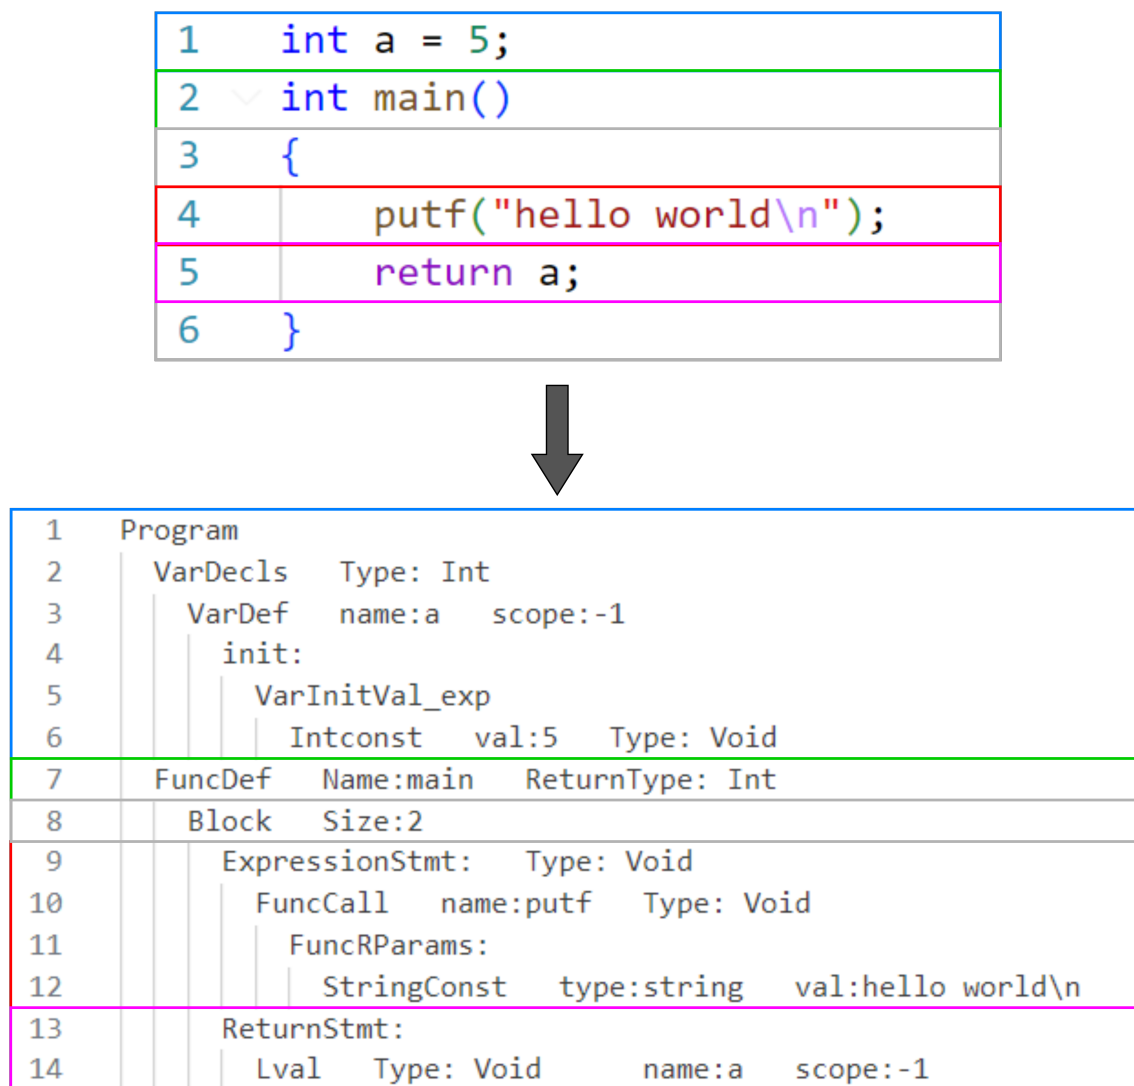 1 int a = 5;
2 int main()
3 {
4 putf("hello world\n");
5 return a;
6 }
1 Program
2 VarDecls Type: Int
3 VarDef name:a scope:-1
4 init:
5 VarInitVal_exp
6 Intconst val:5 Type: Void
7 FuncDef Name:main ReturnType: Int
8 Block Size:2
9 ExpressionStmt: Type: Void
10 FuncCall name:putf Type: Void
11 FuncRParams:
12 StringConst type:string val:hello world\n
13 ReturnStmt:
14 Lval Type: Void name:a scope:-1